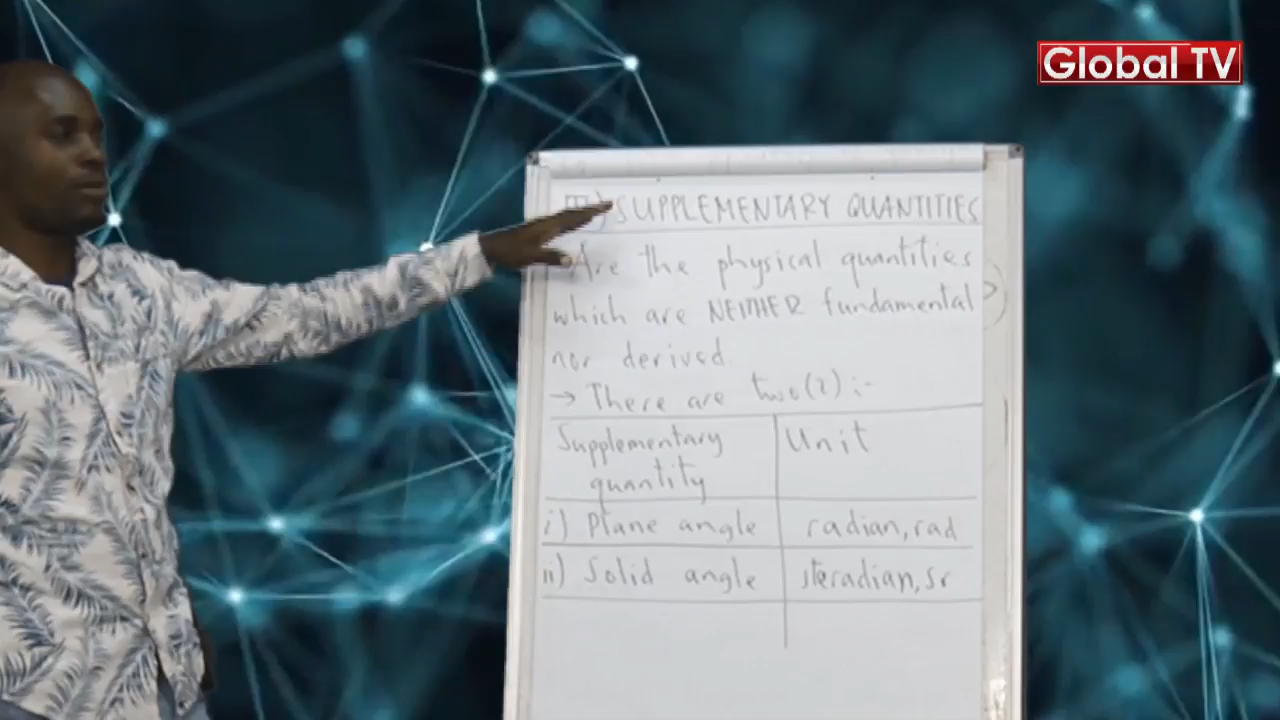 Global TV
III) SUPPLEMENTARY QUANTITIES
Are the physical quantities
which are NEITHER fundamental
nor derived.
→ There are two(2) :-
Supplementary quantity
Unit
i) Plane angle
radian, rad
ii) Solid angle
steradian, sr